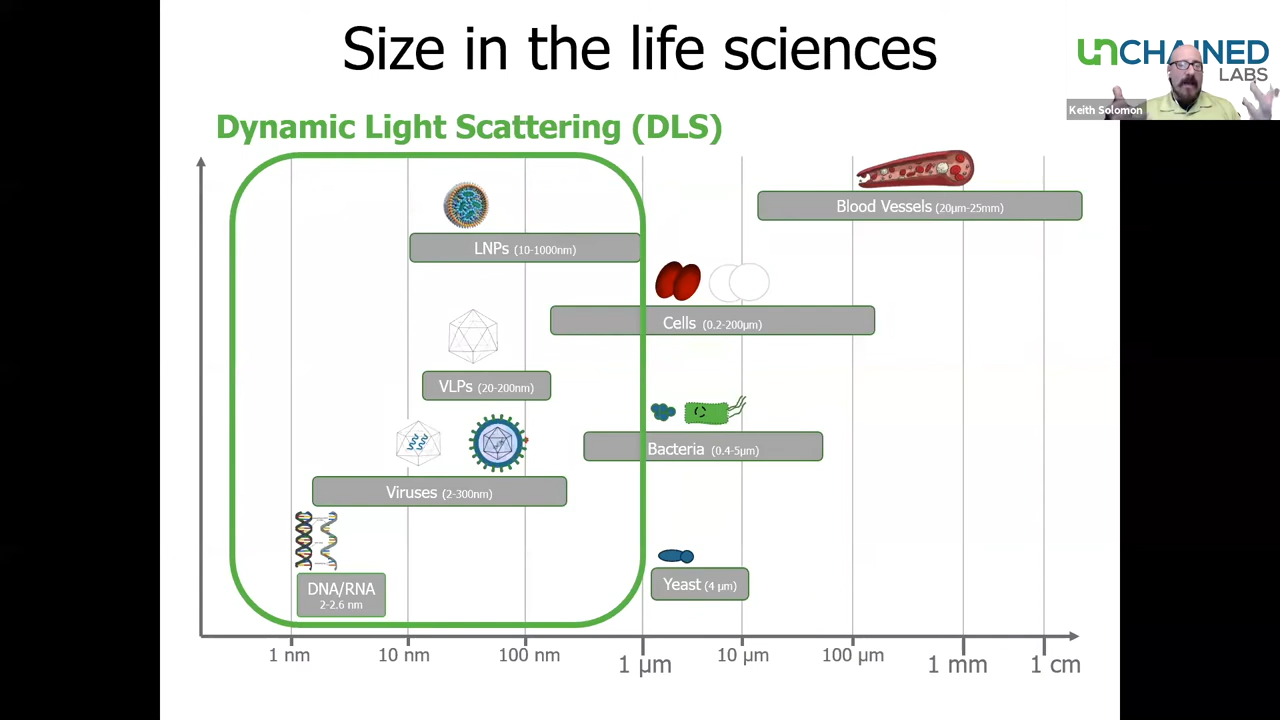 Size in the life sciences
UNCHAINED
LABS
Keith Solomon
Dynamic Light Scattering (DLS)
Blood Vessels (20µm-25mm)
LNPs (10-1000nm)
Cells (0.2-200µm)
VLPs (20-200nm)
Bacteria (0.4-5µm)
Viruses (2-300nm)
DNA/RNA
2-2.6 nm
Yeast (4 µm)
1 nm
10 nm
100 nm
1 µm
10 µm
100 µm
1 mm
1 cm